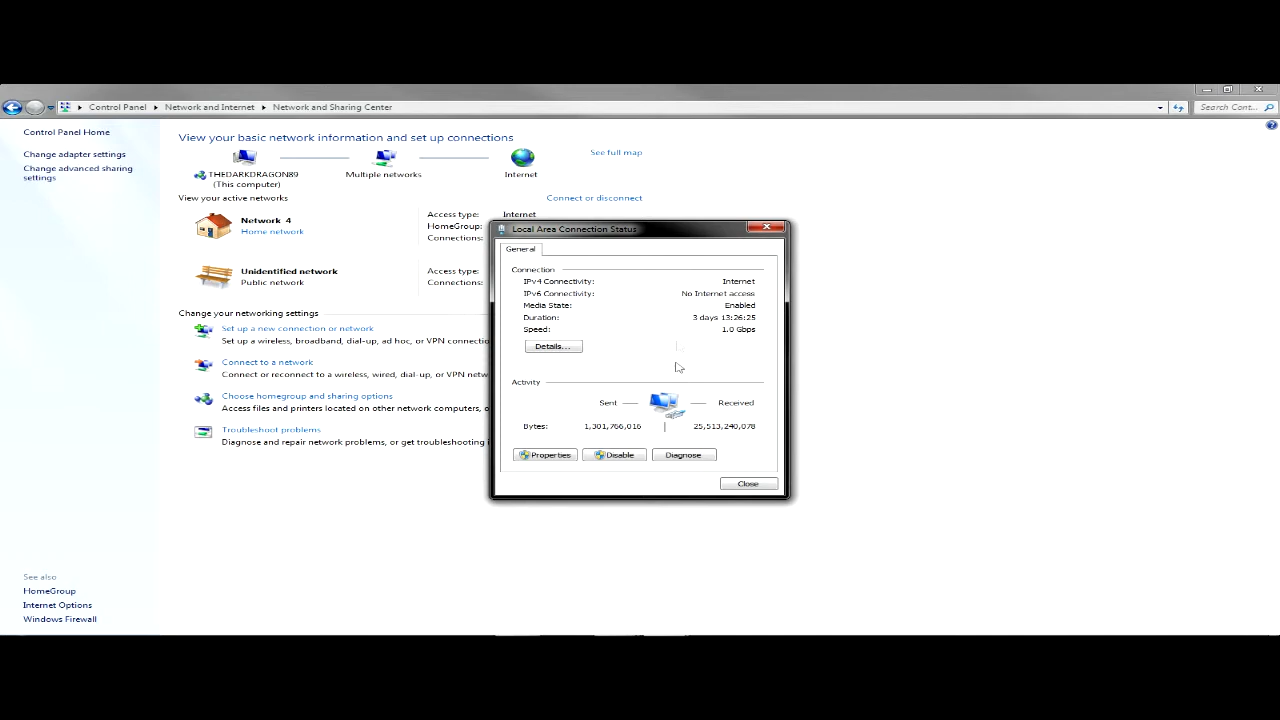 Control Panel ▸ Network and Internet ▸ Network and Sharing Center
Search Cont...
Control Panel Home
Change adapter settings
Change advanced sharing
settings
View your basic network information and set up connections
See full map
THEDARKDRAGON89
(This computer)
Multiple networks
Internet
View your active networks
Connect or disconnect
Network 4
Home network
Access type: Internet
HomeGroup:
Connections:
Unidentified network
Public network
Access type:
Connections:
Change your networking settings
Set up a new connection or network
Set up a wireless, broadband, dial-up, ad hoc, or VPN connectio
Connect to a network
Connect or reconnect to a wireless, wired, dial-up, or VPN net
Choose homegroup and sharing options
Access files and printers located on other network computers, o
Troubleshoot problems
Diagnose and repair network problems, or get troubleshooting i
See also
HomeGroup
Internet Options
Windows Firewall
Local Area Connection Status
General
Connection
IPv4 Connectivity: Internet
IPv6 Connectivity: No Internet access
Media State: Enabled
Duration: 3 days 13:26:25
Speed: 1.0 Gbps
Details...
Activity
Sent — Received
Bytes: 1,301,766,016 | 25,513,240,078
Properties Disable Diagnose
Close